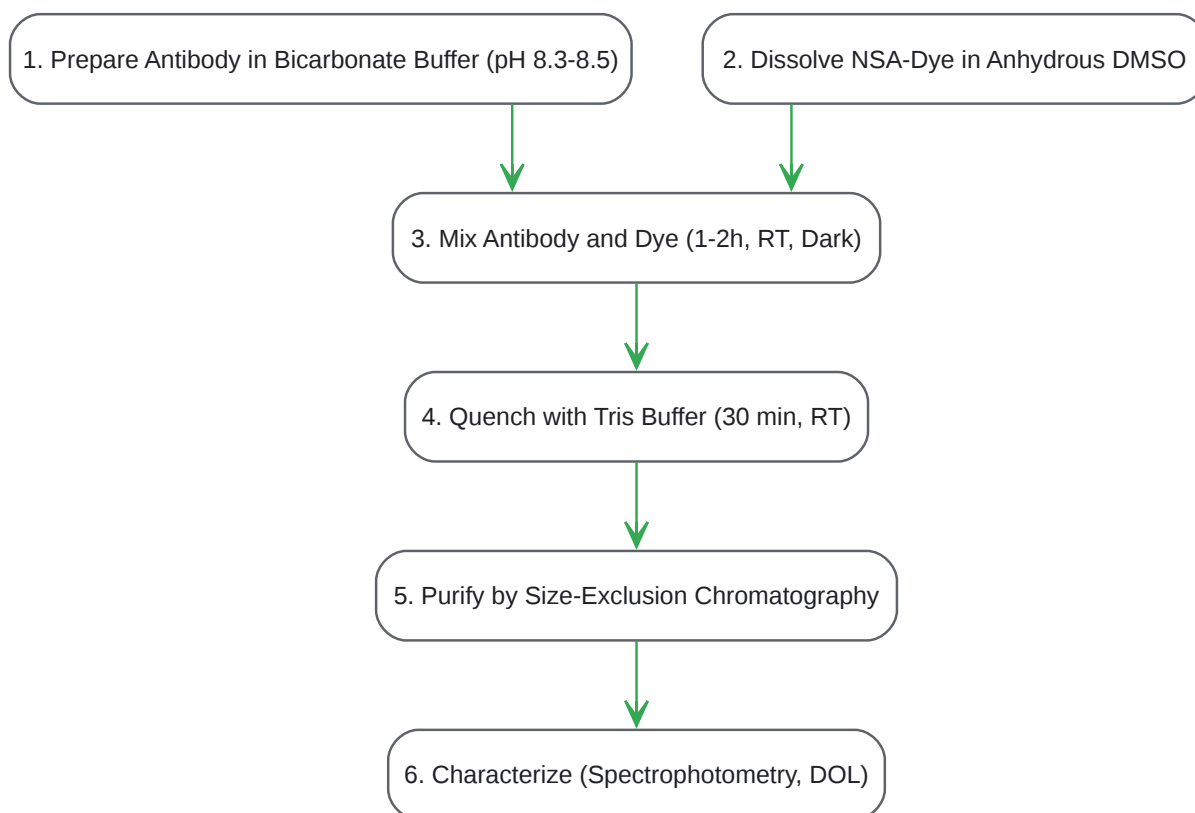 1. Prepare Antibody in Bicarbonate Buffer (pH 8.3-8.5)
2. Dissolve NSA-Dye in Anhydrous DMSO
3. Mix Antibody and Dye (1-2h, RT, Dark)
4. Quench with Tris Buffer (30 min, RT)
5. Purify by Size-Exclusion Chromatography
6. Characterize (Spectrophotometry, DOL)